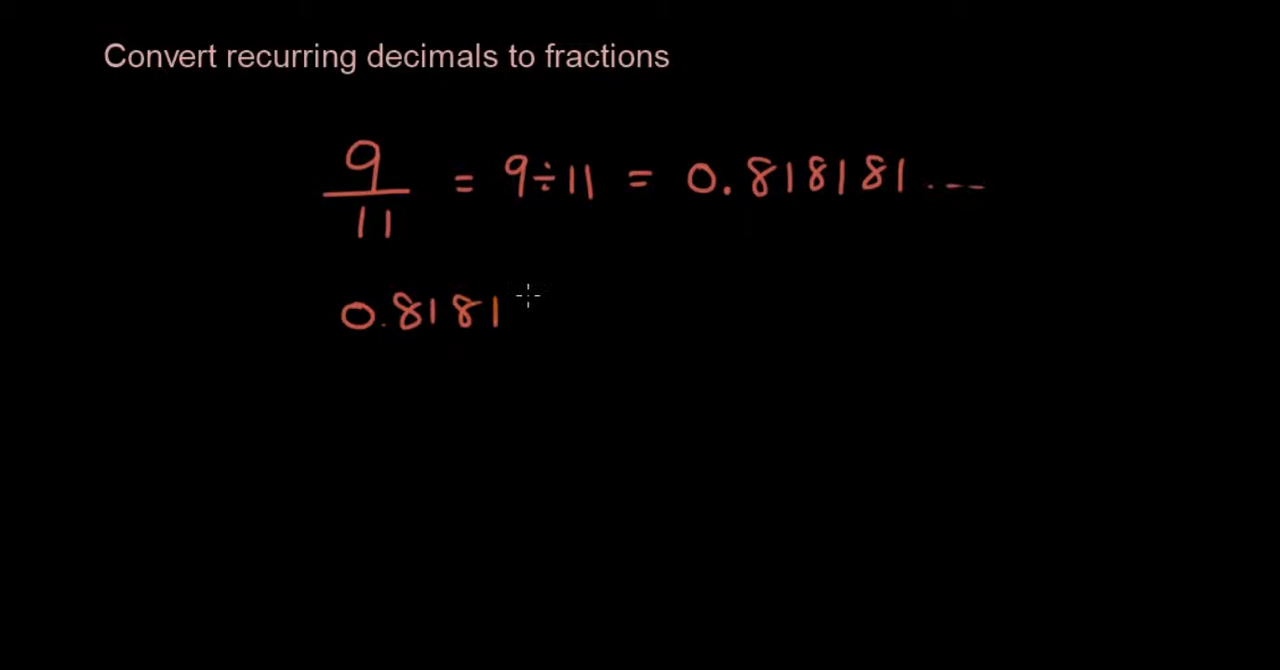 Convert recurring decimals to fractions
9/11 = 9÷11 = 0.818181...
0.8181